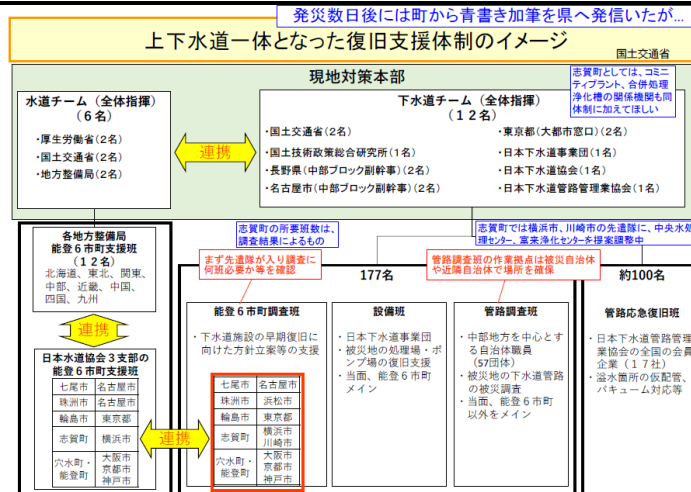 発災数日後には町から青書き加筆を県へ発信いたが…
上下水道一体となった復旧支援体制のイメージ
国土交通省
現地対策本部
志賀町としては、コミニ
ティプラント、合併処理
浄化槽の関係機関も同
体制に加えてほしい
水道チーム（全体指揮）
（６名）
・厚生労働省(2名)
・国土交通省(2名)
・地方整備局(2名)
連携
下水道チーム（全体指揮）
（１２名）
・国土交通省(2名)
・国土技術政策総合研究所(1名)
・長野県(中部ブロック副幹事)(2名)
・名古屋市(中部ブロック副幹事)(2名)
・東京都(大都市窓口)(2名)
・日本下水道事業団(1名)
・日本下水道協会(1名)
・日本下水道管路管理業協会(1名)
各地方整備局
能登６市町支援班
（１２名）
北海道、東北、関東、
中部、近畿、中国、
四国、九州
連携
日本水道協会３支部の
能登６市町支援班
七尾市 名古屋市
珠洲市 名古屋市
輪島市 東京都
志賀町 横浜市
穴水町・能登町 大阪市 京都市 神戸市
連携
志賀町の所要班数は、
調査結果によるもの
志賀町では横浜市、川崎市の先遣隊に、中央水処
理センター、富来浄化センターを提案調整中
まず先遣隊が入り調査に
何班必要か等を確認
177名
管路調査班の作業拠点は被災自治体
や近隣自治体で場所を確保
約100名
能登６市町調査班
・下水道施設の早期復旧に
向けた方針立案等の支援
七尾市 名古屋市
珠洲市 浜松市
輪島市 東京都
志賀町 横浜市 川崎市
穴水町・能登町 大阪市 京都市 神戸市
設備班
・日本下水道事業団
・被災地の処理場・ポ
ンプ場の復旧支援
・当面、能登６市町
メイン
管路調査班
・中部地方を中心とす
る自治体職員
（57団体）
・被災地の下水道管路
の被災調査
・当面、能登６市町
以外をメイン
管路応急復旧班
・日本下水道管路管理
業協会の全国の会員
企業（１７社）
・溢水箇所の仮配管、
バキューム対応等